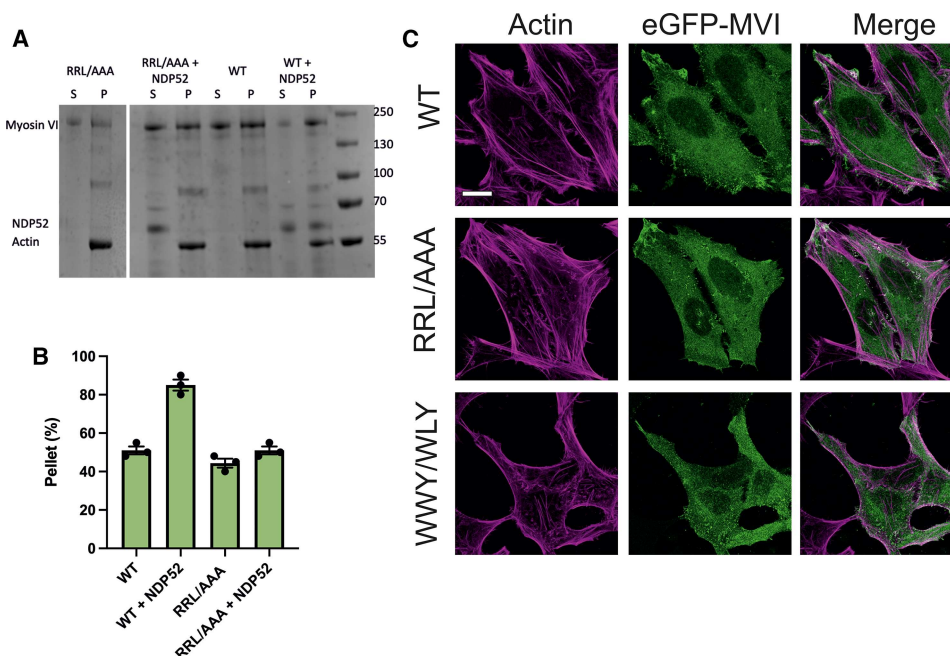 A
RRL/AAA
RRL/AAA +
NDP52
WT
WT +
NDP52
S P S P S P S P
Myosin VI
NDP52
Actin
250
130
100
70
55
B
Pellet (%)
100
80
60
40
20
0
WT
WT + NDP52
RRL/AAA
RRL/AAA + NDP52
C
Actin eGFP-MVI Merge
WT
RRL/AAA
WWY/WLY